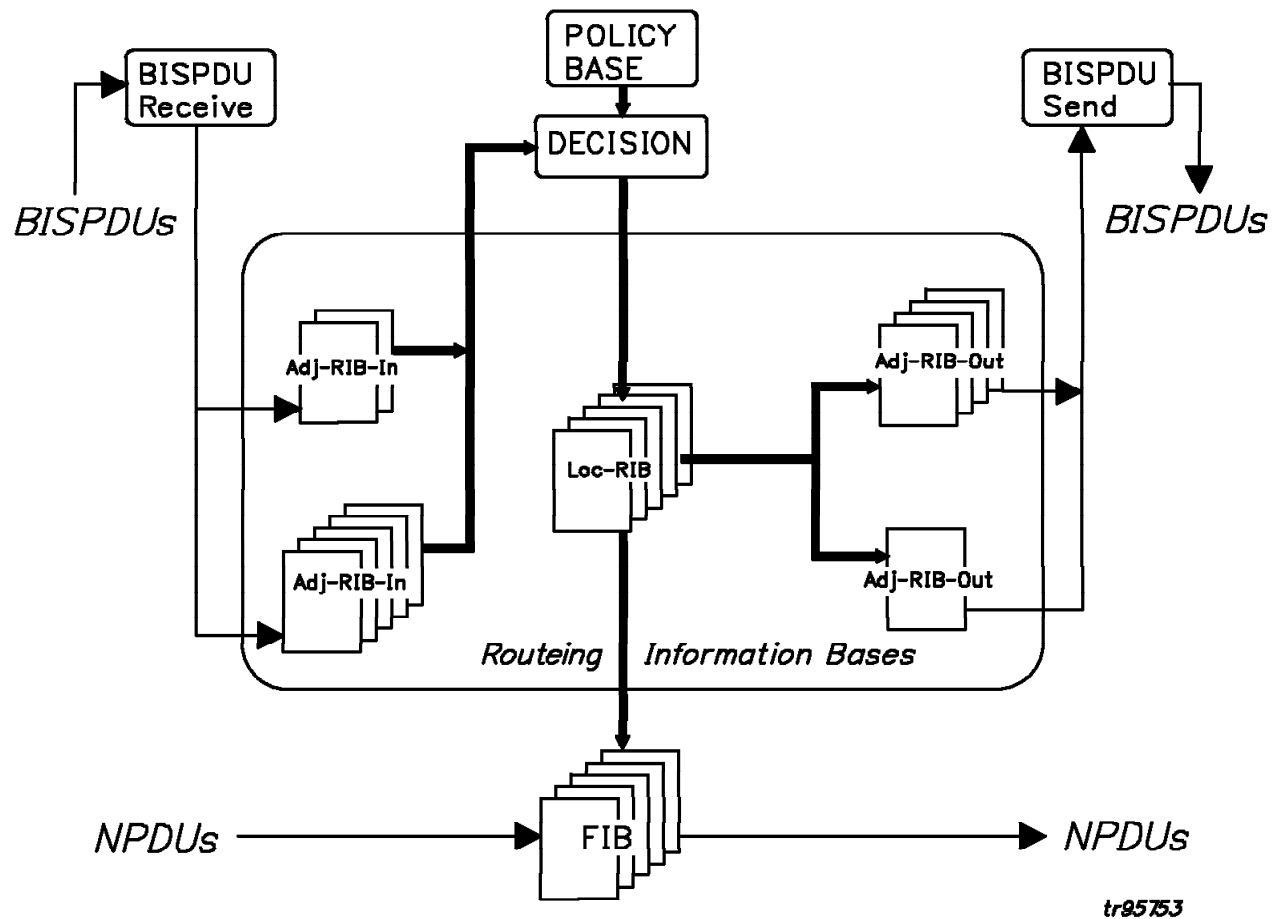 POLICY
BASE
BISPDU
Receive
BISPDU
Send
DECISION
BISPDUs
BISPDUs
Adj-RIB-In
Adj-RIB-Out
Loc-RIB
Adj-RIB-In
Adj-RIB-Out
Routeing Information Bases
NPDUs
FIB
NPDUs
tr95753